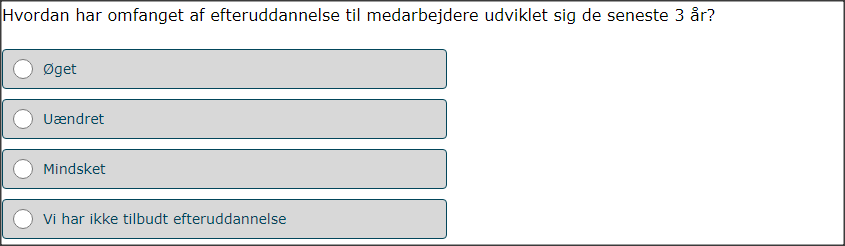 Hvordan har omfanget af efteruddannelse til medarbejdere udviklet sig de seneste 3 år?
Øget
Uændret
Mindsket
Vi har ikke tilbudt efteruddannelse